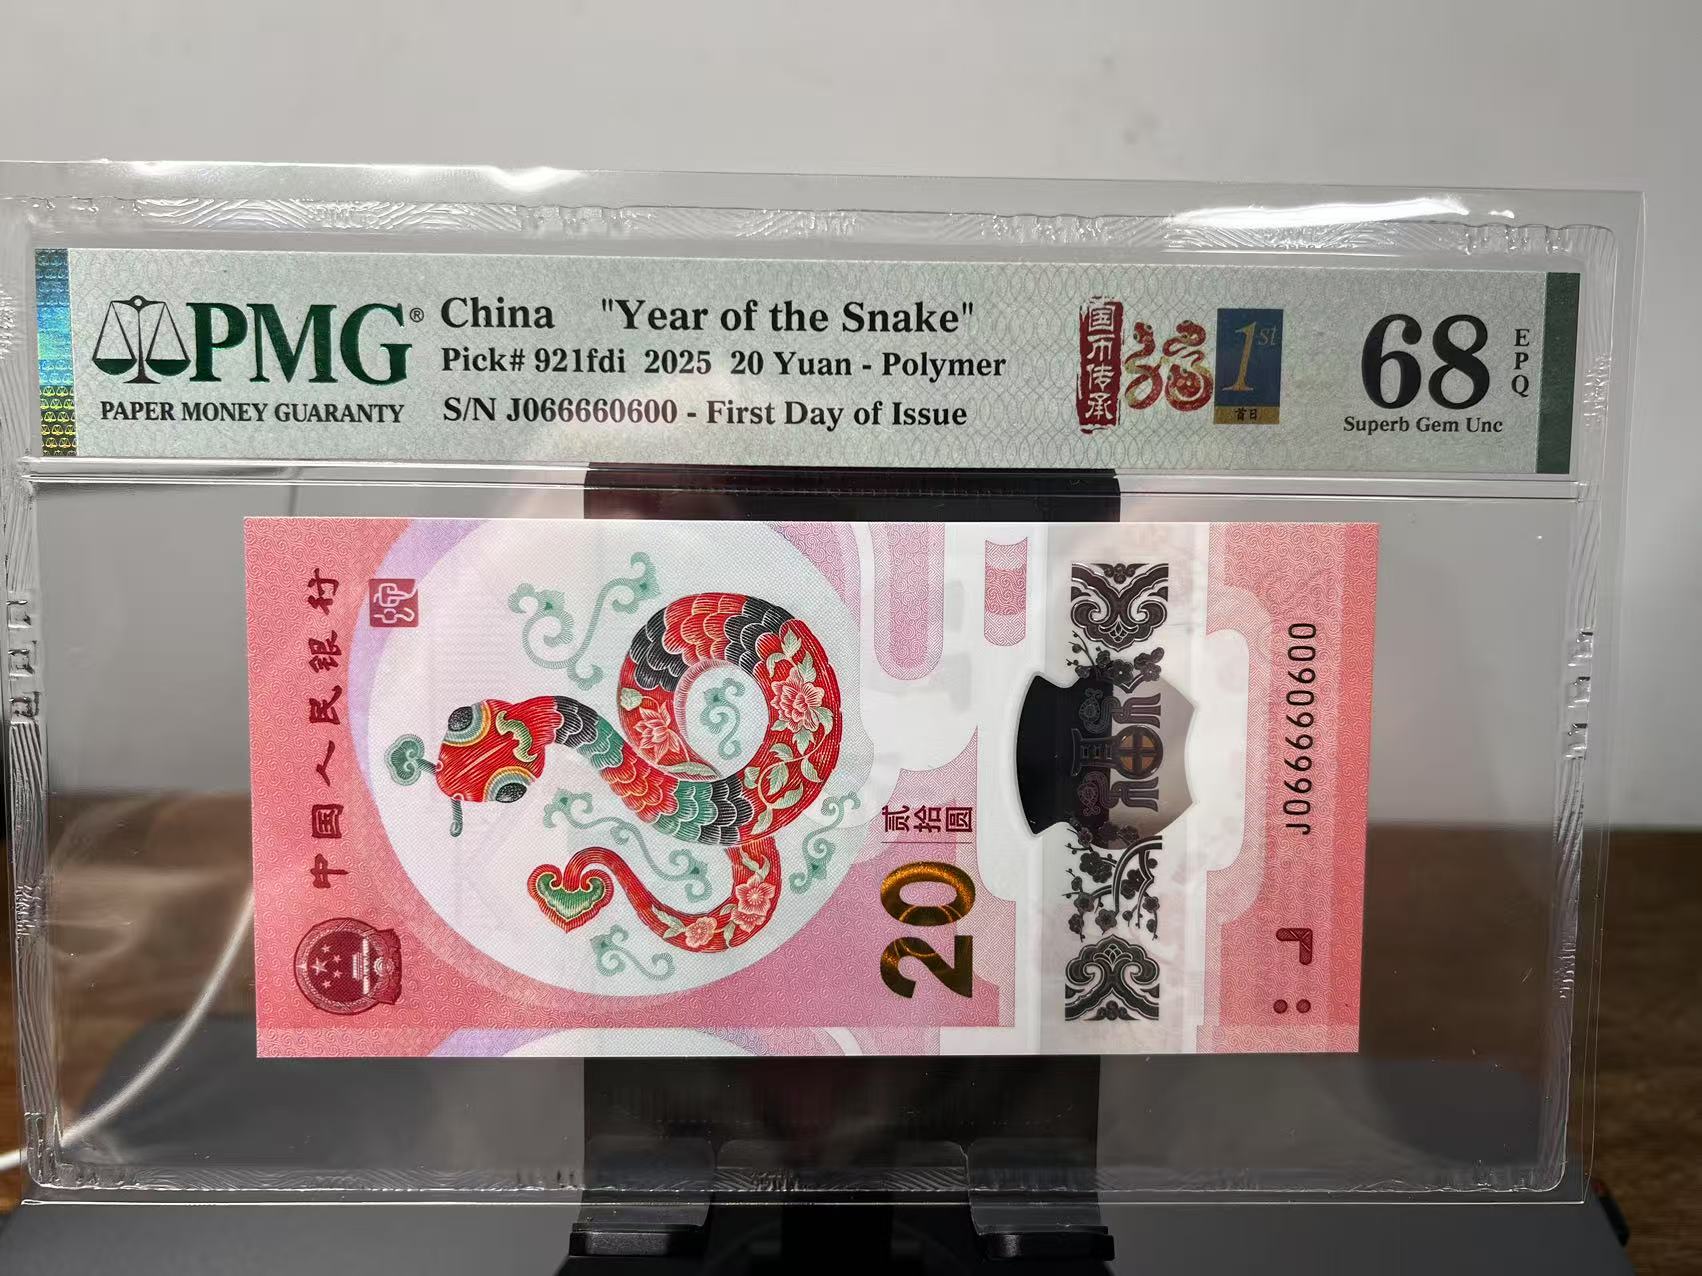 PMG®
PAPER MONEY GUARANTY
China "Year of the Snake"
Pick# 921fdi 2025 20 Yuan - Polymer
S/N J066660600 - First Day of Issue
国币传承
福
1st
首日
68
EPQ
Superb Gem Unc
中国人民银行
贰拾圆
20
J066660600